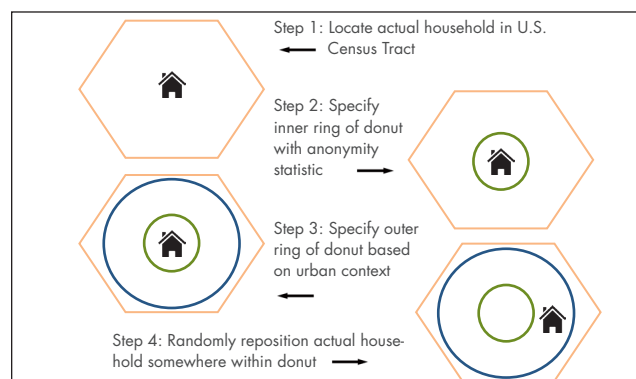 Step 1: Locate actual household in U.S.
Census Tract
Step 2: Specify
inner ring of donut
with anonymity
statistic
Step 3: Specify outer
ring of donut based
on urban context
Step 4: Randomly reposition actual house-
hold somewhere within donut